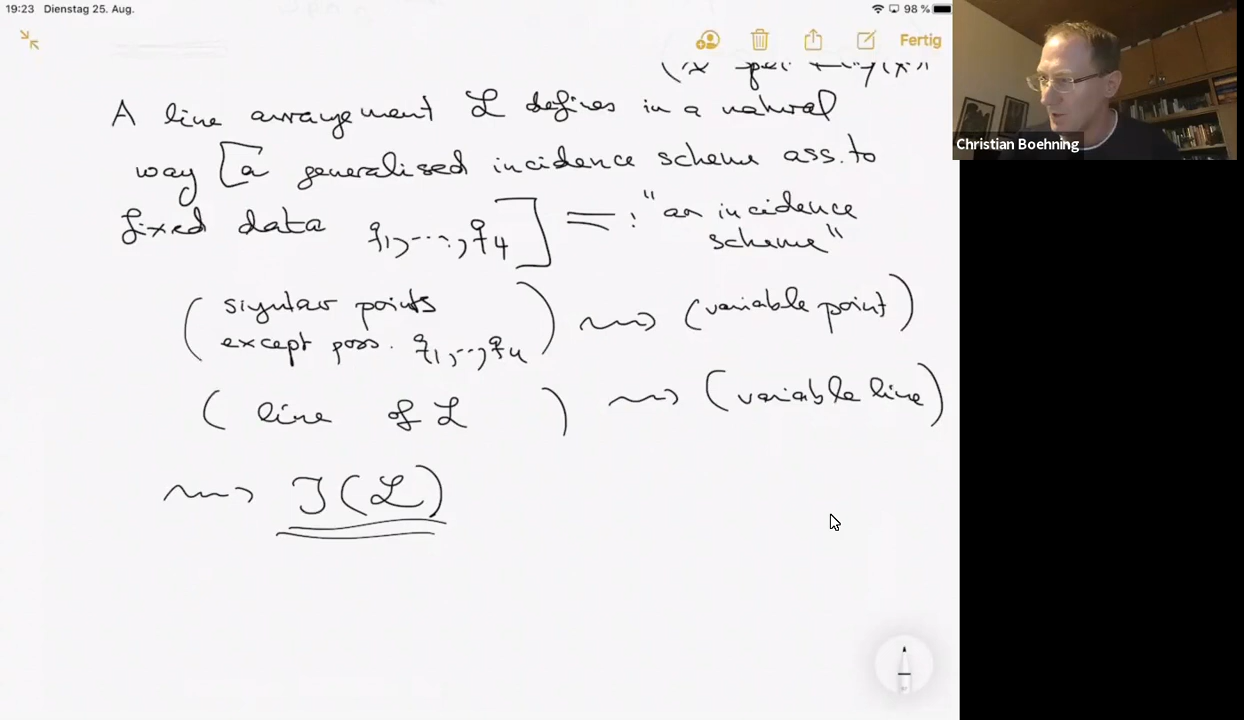 19:23 Dienstag 25. Aug.
98 %
Fertig
Christian Boehning
A line arrangement L defines in a natural
way [a generalised incidence scheme ass. to
fixed data q1, ..., q4] =: "an incidence
scheme"
(singular points
except poss. q1, .., q4) ⇝ (variable point)
(line of L) ⇝ (variable line)
⇝ I(L)